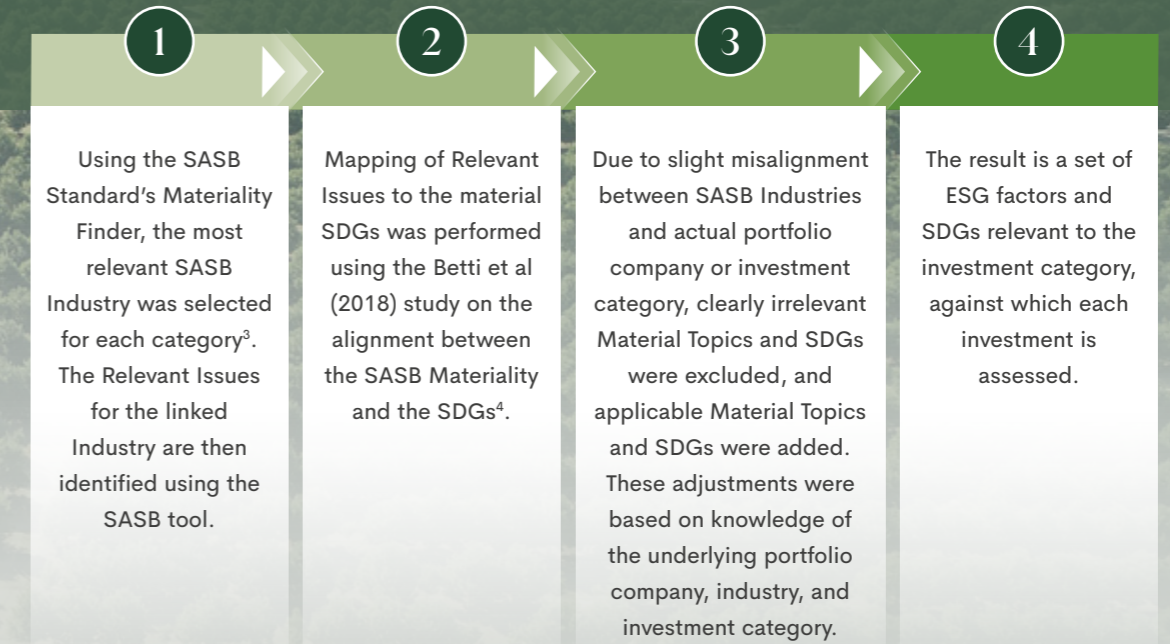 1
Using the SASB
Standard's Materiality
Finder, the most
relevant SASB
Industry was selected
for each category³.
The Relevant Issues
for the linked
Industry are then
identified using the
SASB tool.
2
Mapping of Relevant
Issues to the material
SDGs was performed
using the Betti et al
(2018) study on the
alignment between
the SASB Materiality
and the SDGs⁴.
3
Due to slight misalignment
between SASB Industries
and actual portfolio
company or investment
category, clearly irrelevant
Material Topics and SDGs
were excluded, and
applicable Material Topics
and SDGs were added.
These adjustments were
based on knowledge of
the underlying portfolio
company, industry, and
investment category.
4
The result is a set of
ESG factors and
SDGs relevant to the
investment category,
against which each
investment is
assessed.